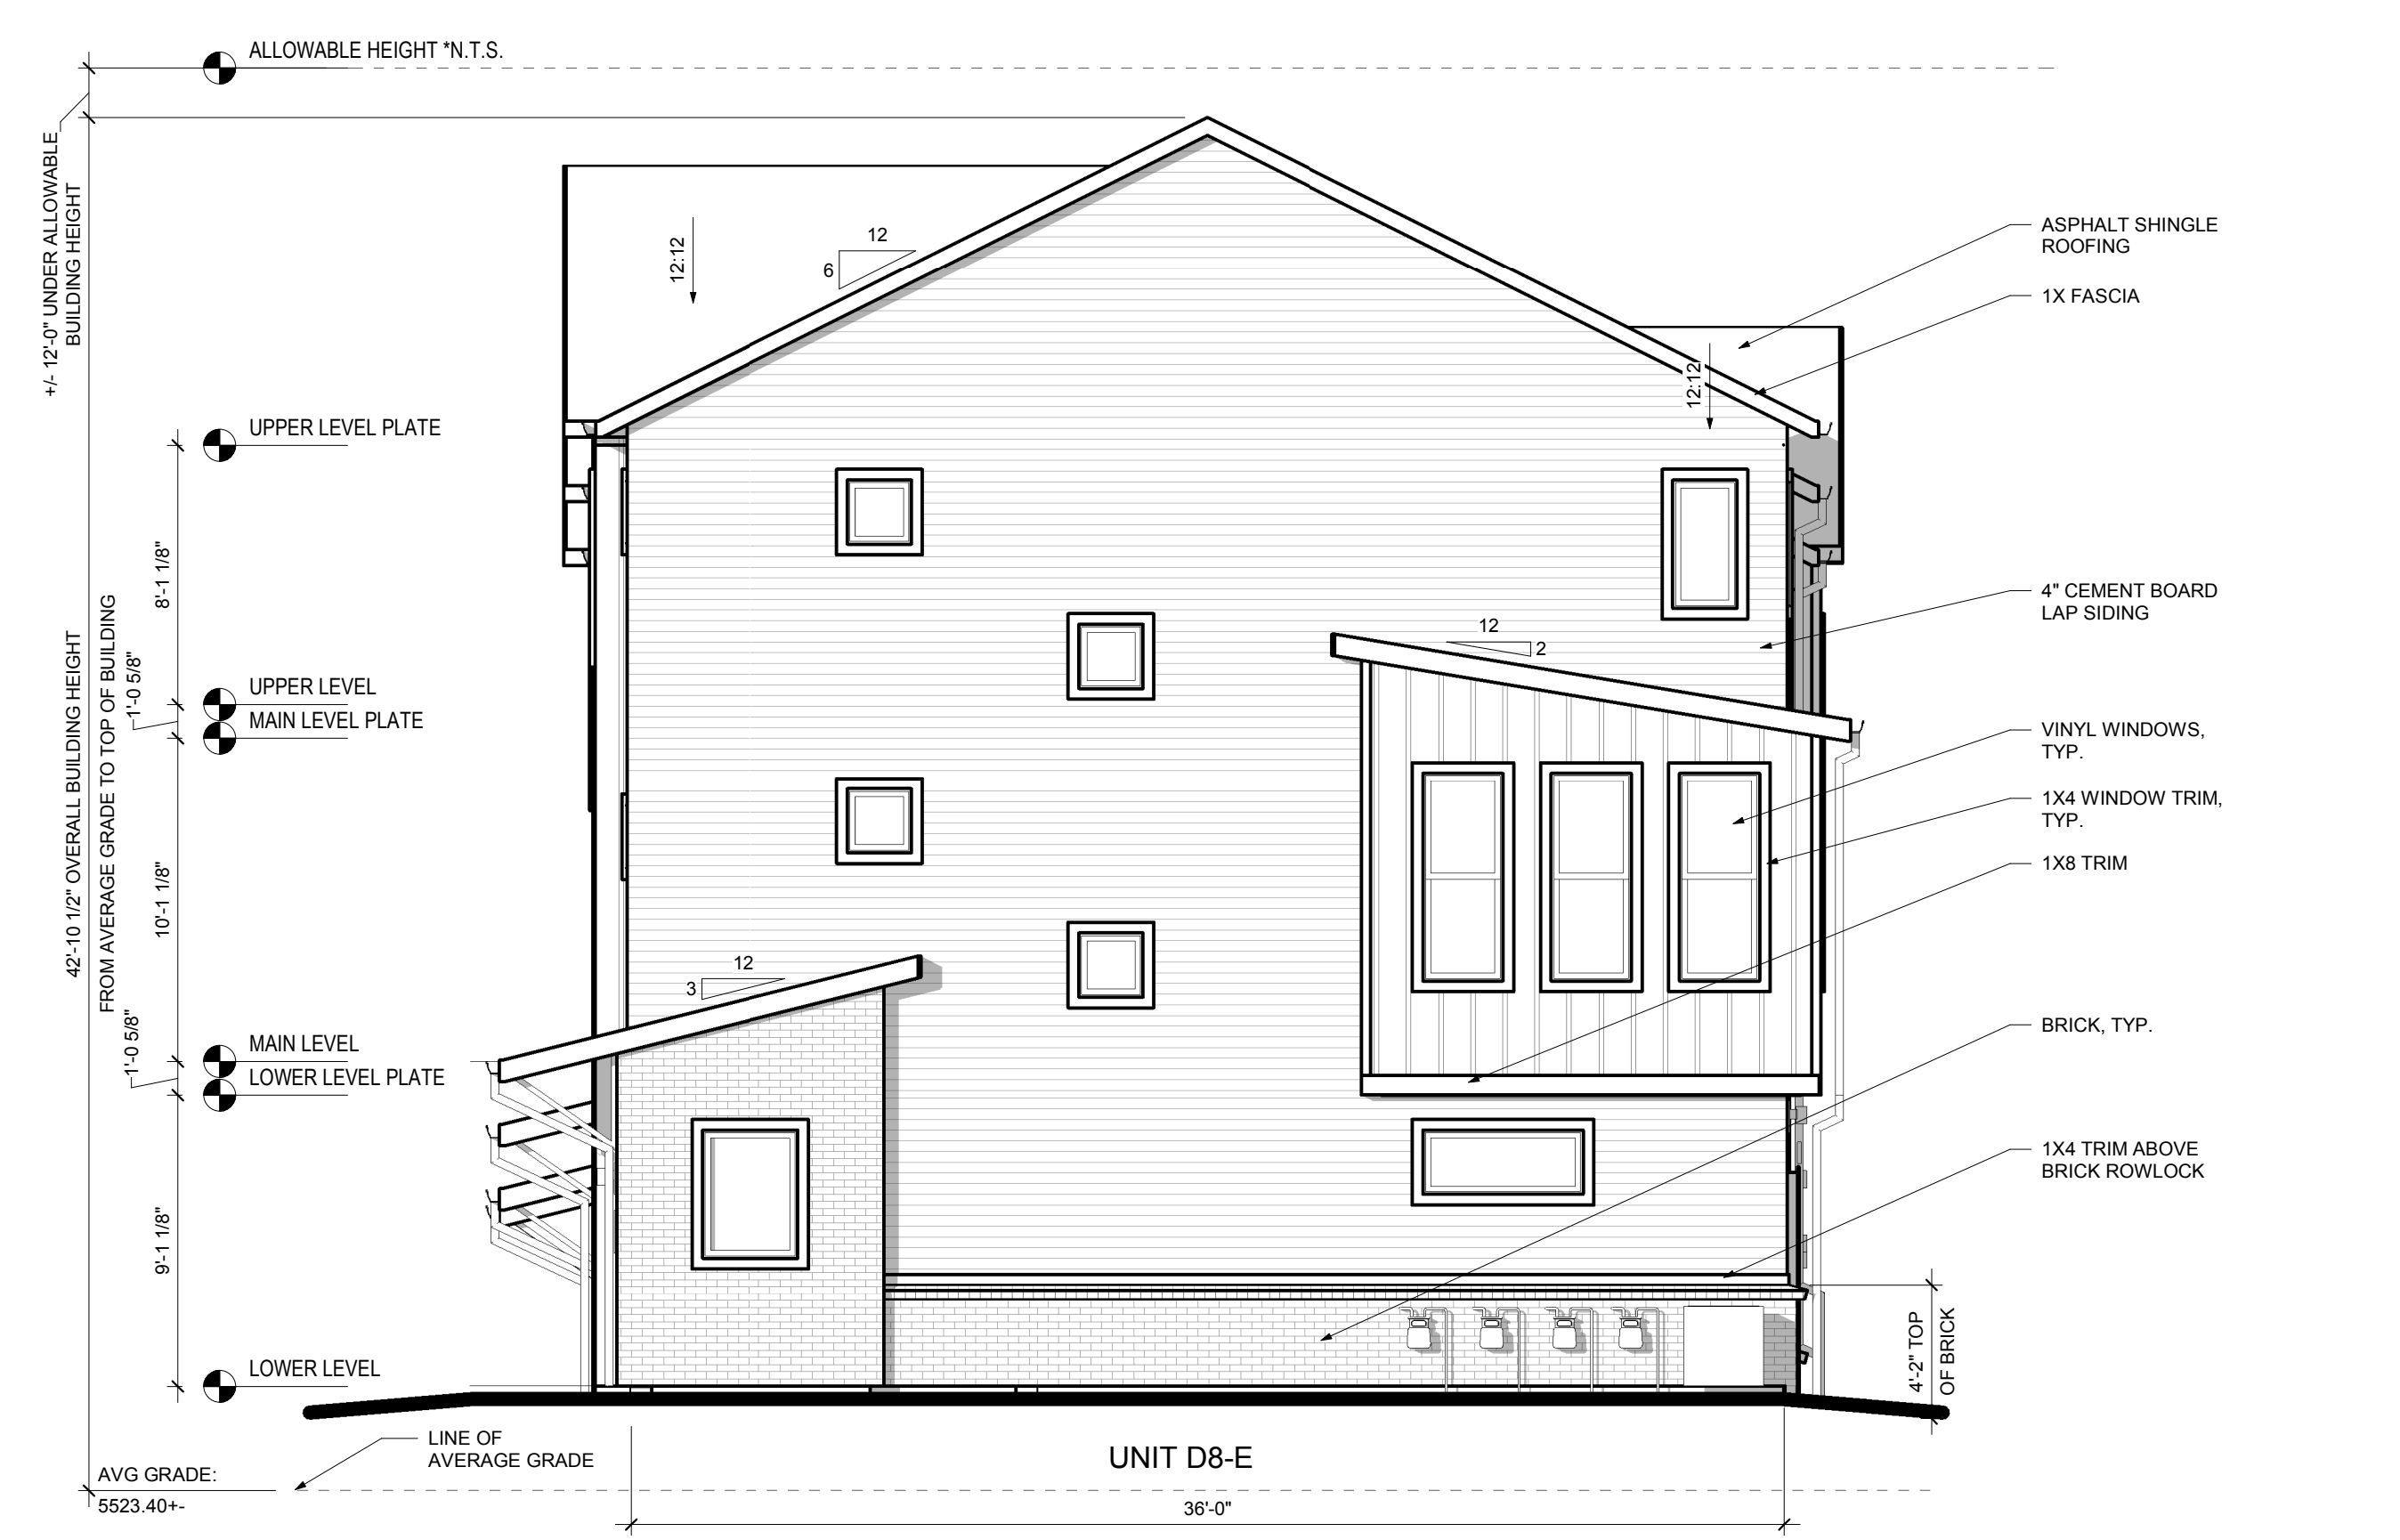 ALLOWABLE HEIGHT *N.T.S.
+/- 12'-0" UNDER ALLOWABLE
BUILDING HEIGHT
12:12
12
6
ASPHALT SHINGLE
ROOFING
1X FASCIA
12:12
UPPER LEVEL PLATE
8'-1 1/8"
4" CEMENT BOARD
LAP SIDING
12
2
42'-10 1/2" OVERALL BUILDING HEIGHT
FROM AVERAGE GRADE TO TOP OF BUILDING
1'-0 5/8"
UPPER LEVEL
MAIN LEVEL PLATE
VINYL WINDOWS,
TYP.
1X4 WINDOW TRIM,
TYP.
1X8 TRIM
10'-1 1/8"
12
3
1'-0 5/8"
MAIN LEVEL
LOWER LEVEL PLATE
BRICK, TYP.
1X4 TRIM ABOVE
BRICK ROWLOCK
9'-1 1/8"
LOWER LEVEL
4'-2" TOP
OF BRICK
LINE OF
AVERAGE GRADE
UNIT D8-E
AVG GRADE:
5523.40+-
36'-0"